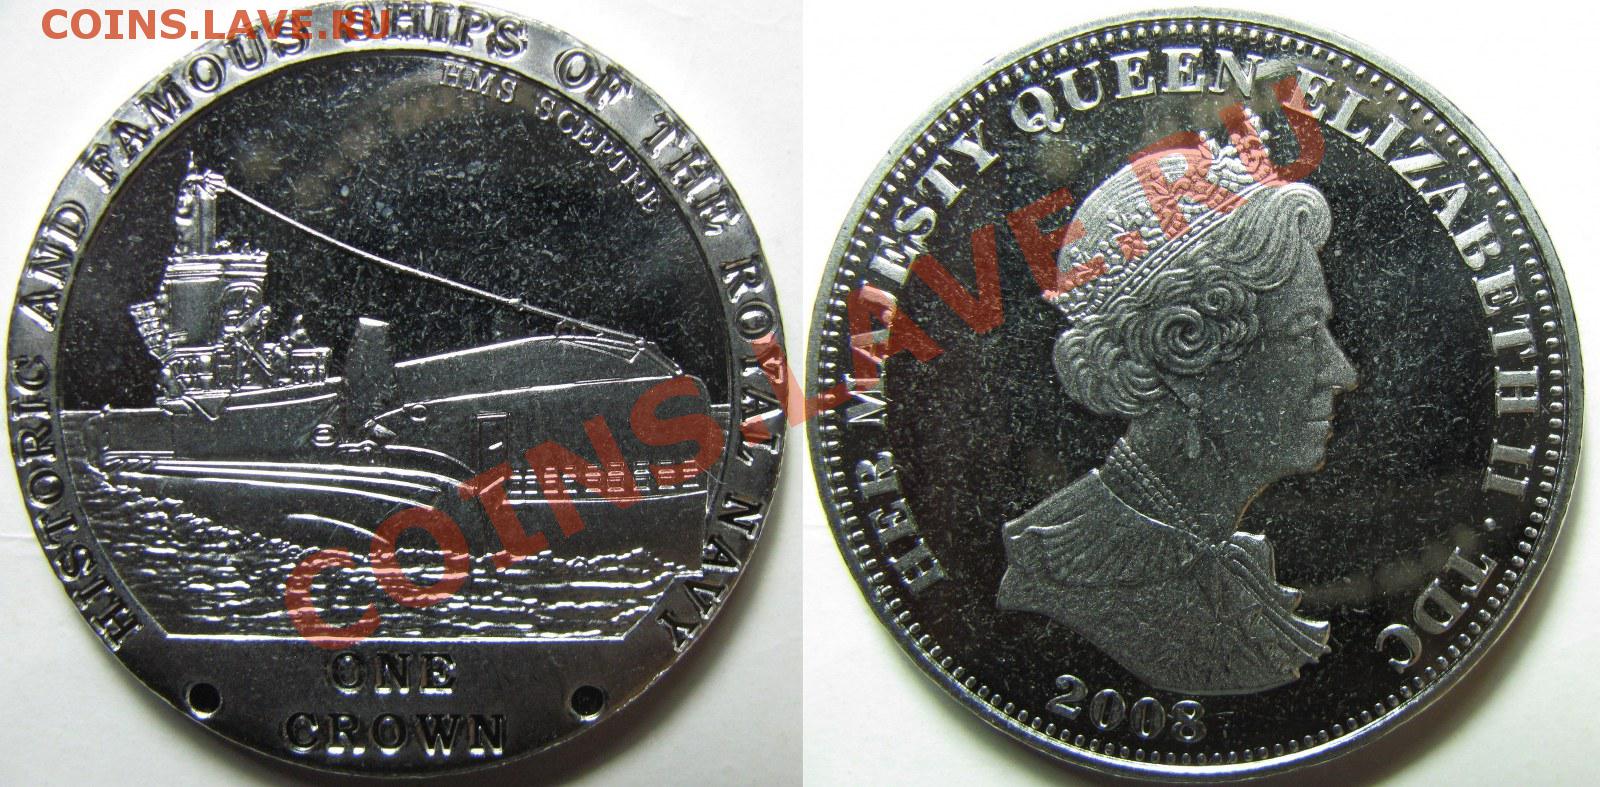 COINS.LAVE.RU
HISTORIC AND FAMOUS SHIPS OF THE ROYAL NAVY
HMS SCEPTRE
ONE
CROWN
HER MAJESTY QUEEN ELIZABETH II · TDC
2008
COINS.LAVE.RU